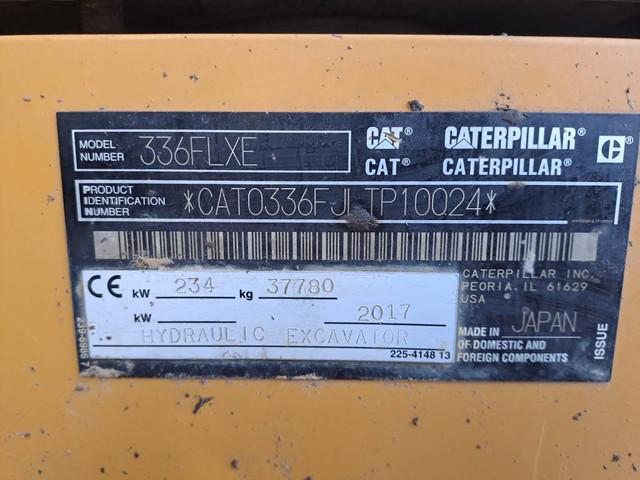 MODEL NUMBER 336FLXE
CAT CATERPILLAR
CAT CATERPILLAR
C
PRODUCT IDENTIFICATION NUMBER *CAT0336FJLTP10024*
CATERPILLAR INC.
PEORIA.IL 61629
USA
CE kW 234 kg 37780
kW 2017
HYDRAULIC EXCAVATOR
225-4148 13
MADE IN JAPAN
OF DOMESTIC AND
FOREIGN COMPONENTS
ISSUE